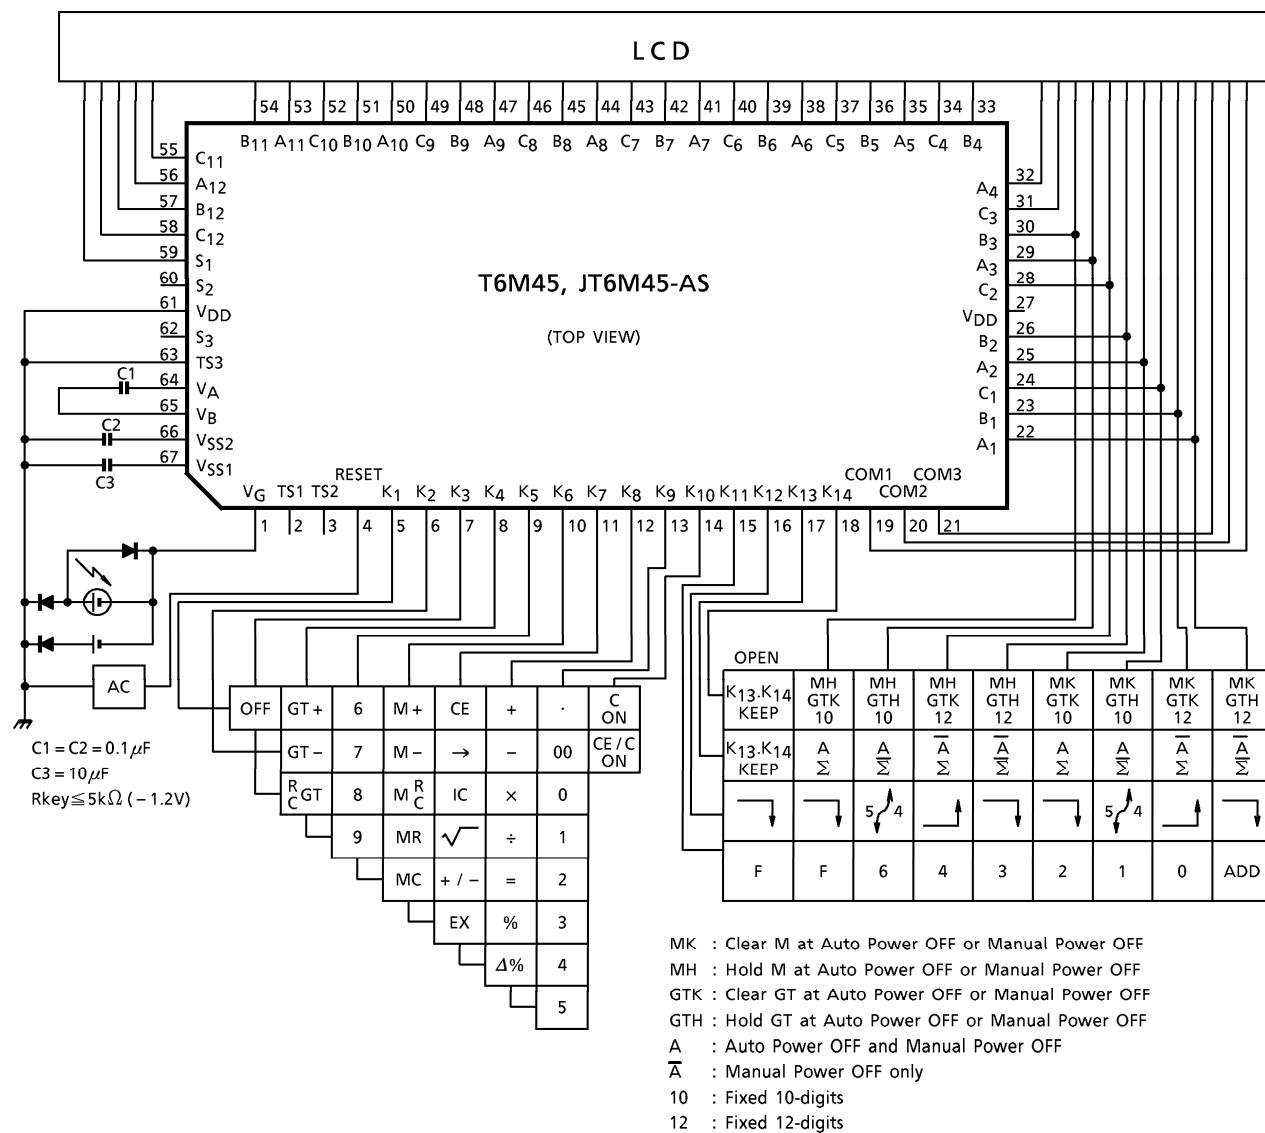 LCD
54 53 52 51 50 49 48 47 46 45 44 43 42 41 40 39 38 37 36 35 34 33
B11 A11 C10 B10 A10 C9 B9 A9 C8 B8 A8 C7 B7 A7 C6 B6 A6 C5 B5 A5 C4 B4
55 C11
56 A12
57 B12
58 C12
59 S1
60 S2
61 VDD
62 S3
63 TS3
C1 64 VA
65 VB
C2 66 VSS2
67 VSS1
C3
A4 32
C3 31
B3 30
A3 29
C2 28
VDD 27
B2 26
A2 25
C1 24
B1 23
A1 22
T6M45, JT6M45-AS
(TOP VIEW)
RESET COM1 COM3
VG TS1 TS2 K1 K2 K3 K4 K5 K6 K7 K8 K9 K10 K11 K12 K13 K14 COM2
1 2 3 4 5 6 7 8 9 10 11 12 13 14 15 16 17 18 19 20 21
AC
C1 = C2 = 0.1μF
C3 = 10μF
Rkey≦5kΩ (− 1.2V)
OFF GT+ 6 M+ CE + · C ON
GT− 7 M− → − 00 CE / C ON
R C GT 8 M R C IC × 0
9 MR √ ÷ 1
MC + / − = 2
EX % 3
Δ% 4
5
OPEN
K13.K14 MH MH MH MH MK MK MK MK
GTK GTH GTK GTH GTK GTH GTK GTH
KEEP 10 10 12 12 10 10 12 12
K13.K14 A A A̅ A̅ A A A̅ A̅
KEEP Σ Σ̅ Σ Σ̅ Σ Σ̅ Σ Σ̅
5 4 5 4
F F 6 4 3 2 1 0 ADD
MK : Clear M at Auto Power OFF or Manual Power OFF
MH : Hold M at Auto Power OFF or Manual Power OFF
GTK : Clear GT at Auto Power OFF or Manual Power OFF
GTH : Hold GT at Auto Power OFF or Manual Power OFF
A : Auto Power OFF and Manual Power OFF
A̅ : Manual Power OFF only
10 : Fixed 10-digits
12 : Fixed 12-digits